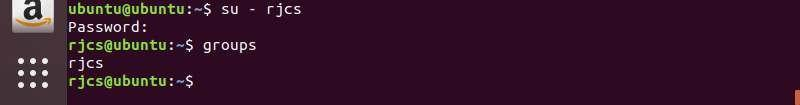 ubuntu@ubuntu:~$ su - rjcs
Password:
rjcs@ubuntu:~$ groups
rjcs
rjcs@ubuntu:~$